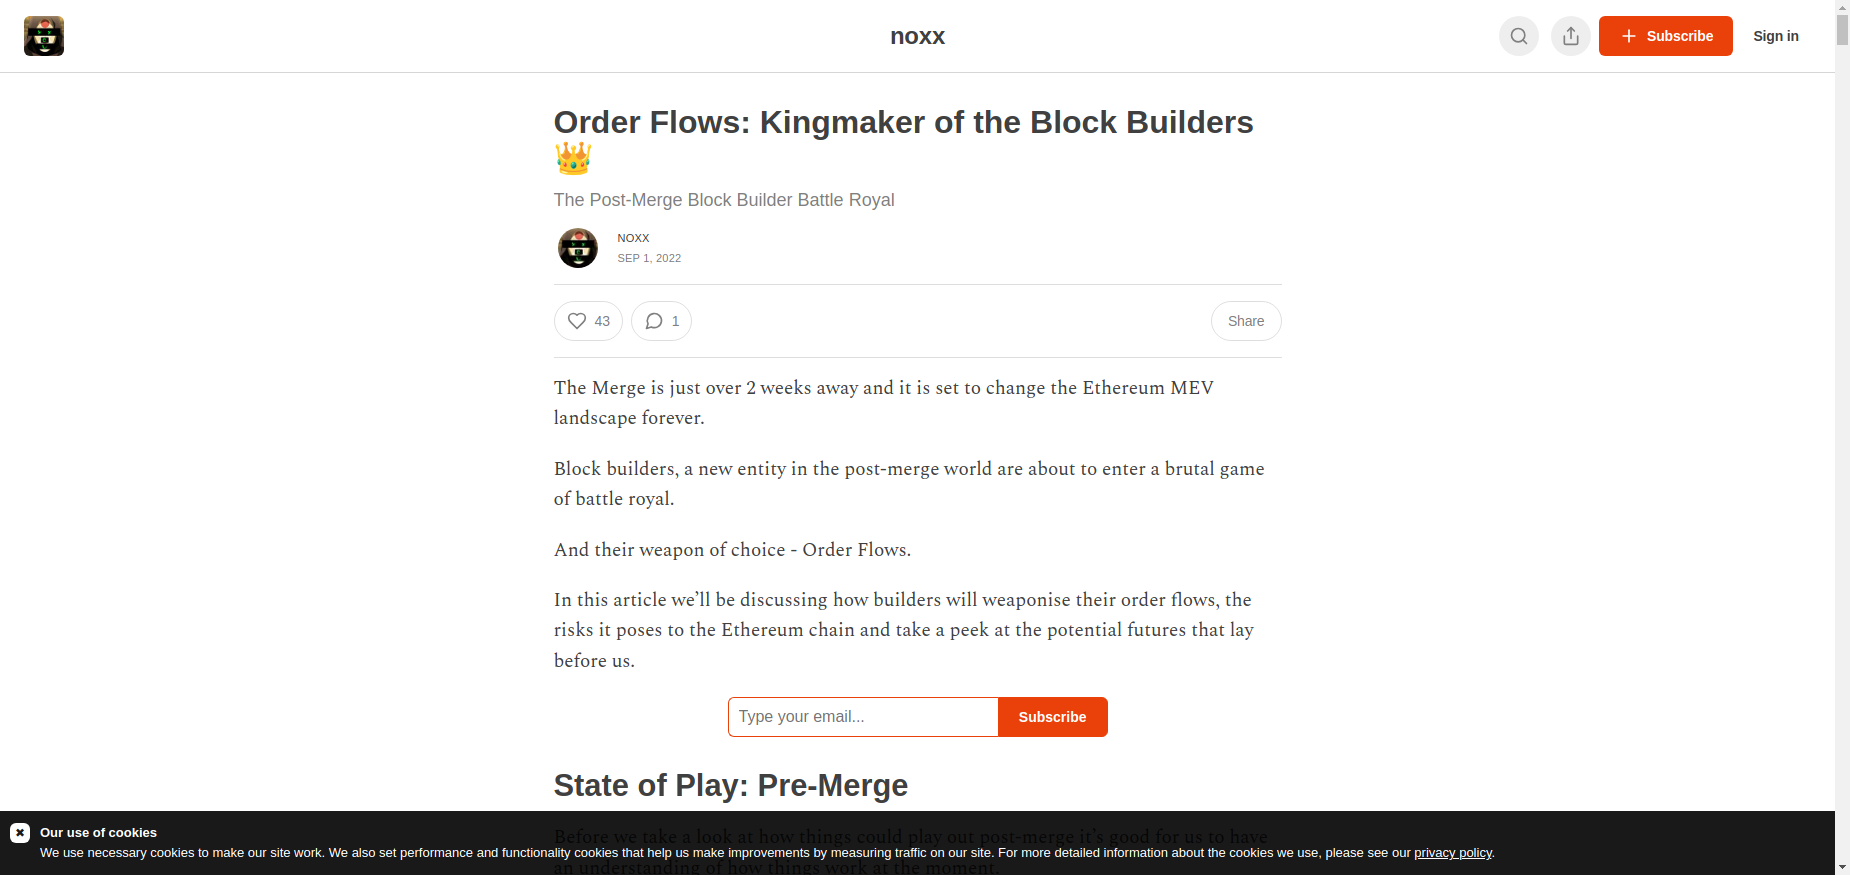 noxx
Subscribe
Sign in
Order Flows: Kingmaker of the Block Builders
The Post-Merge Block Builder Battle Royal
NOXX
SEP 1, 2022
43
1
Share
The Merge is just over 2 weeks away and it is set to change the Ethereum MEV
landscape forever.
Block builders, a new entity in the post-merge world are about to enter a brutal game
of battle royal.
And their weapon of choice - Order Flows.
In this article we’ll be discussing how builders will weaponise their order flows, the
risks it poses to the Ethereum chain and take a peek at the potential futures that lay
before us.
Type your email...
Subscribe
State of Play: Pre-Merge
Before we take a look at how things could play out post-merge it’s good for us to have
an understanding of how things work at the moment.
Our use of cookies
We use necessary cookies to make our site work. We also set performance and functionality cookies that help us make improvements by measuring traffic on our site. For more detailed information about the cookies we use, please see our privacy policy.